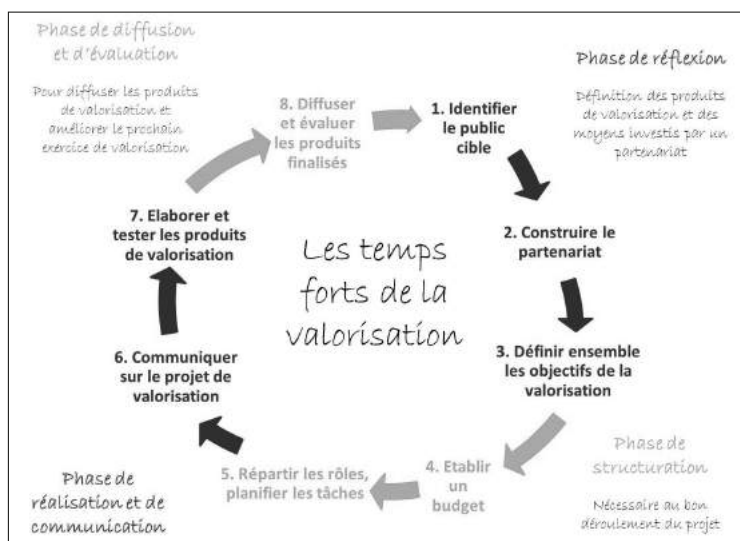 Phase de diffusion
et d'évaluation
Pour diffuser les produits
de valorisation et
améliorer le prochain
exercice de valorisation
8. Diffuser
et évaluer
les produits
finalisés
1. Identifier
le public
cible
Phase de réflexion
Définition des produits
de valorisation et des
moyens investis par un
partenariat
7. Elaborer et
tester les produits
de valorisation
2. Construire le
partenariat
Les temps
forts de la
valorisation
6. Communiquer
sur le projet de
valorisation
3. Définir ensemble
les objectifs de la
valorisation
Phase de
réalisation et de
communication
5. Répartir les rôles,
planifier les tâches
4. Etablir
un
budget
Phase de
structuration
Nécessaire au bon
déroulement du projet